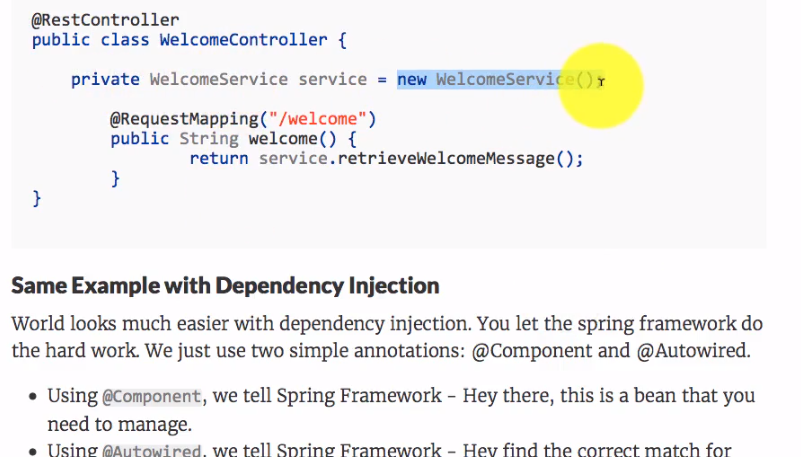 @RestController
public class WelcomeController {
private WelcomeService service = new WelcomeService();
@RequestMapping("/welcome")
public String welcome() {
return service.retrieveWelcomeMessage();
}
}
Same Example with Dependency Injection
World looks much easier with dependency injection. You let the spring framework do
the hard work. We just use two simple annotations: @Component and @Autowired.
• Using @Component, we tell Spring Framework - Hey there, this is a bean that you
need to manage.
• Using @Autowired, we tell Spring Framework - Hey find the correct match for